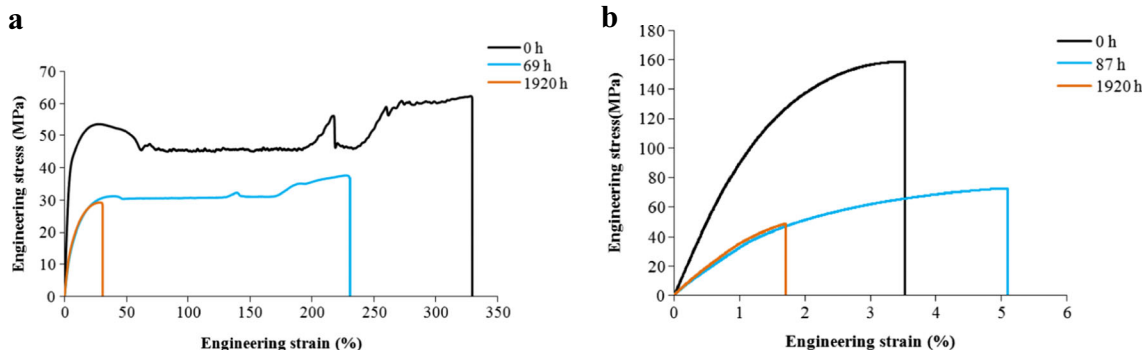 a
0 h
69 h
1920 h
Engineering stress (MPa)
70
60
50
40
30
20
10
0
0 50 100 150 200 250 300 350
Engineering strain (%)
b
0 h
87 h
1920 h
Engineering stress(MPa)
180
160
140
120
100
80
60
40
20
0
0 1 2 3 4 5 6
Engineering strain (%)